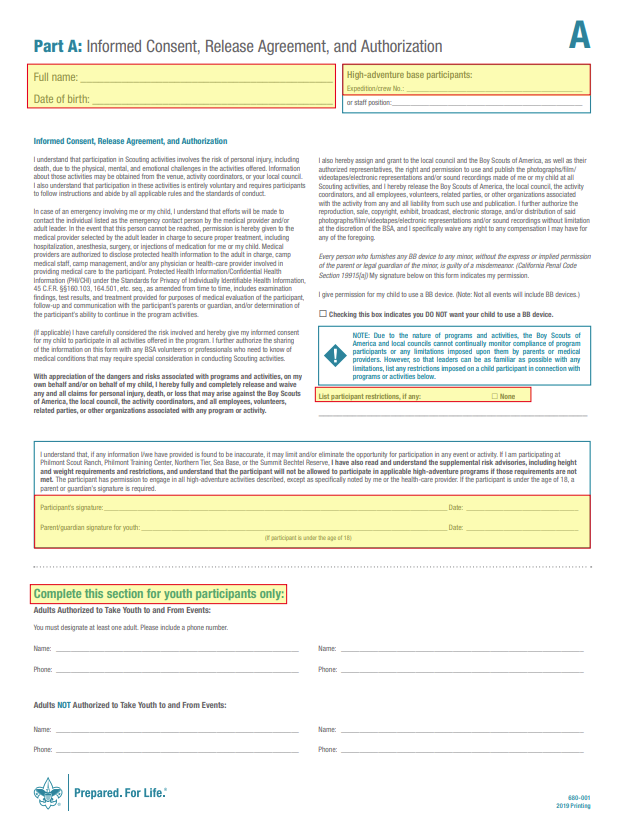 A
Part A: Informed Consent, Release Agreement, and Authorization
Full name:
Date of birth:
High-adventure base participants:
Expedition/crew No.:
or staff position:
Informed Consent, Release Agreement, and Authorization
I understand that participation in Scouting activities involves the risk of personal injury, including
death, due to the physical, mental, and emotional challenges in the activities offered. Information
about those activities may be obtained from the venue, activity coordinators, or your local council.
I also understand that participation in these activities is entirely voluntary and requires participants
to follow instructions and abide by all applicable rules and the standards of conduct.
In case of an emergency involving me or my child, I understand that efforts will be made to
contact the individual listed as the emergency contact person by the medical provider and/or
adult leader. In the event that this person cannot be reached, permission is hereby given to the
medical provider selected by the adult leader in charge to secure proper treatment, including
hospitalization, anesthesia, surgery, or injections of medication for me or my child. Medical
providers are authorized to disclose protected health information to the adult in charge, camp
medical staff, camp management, and/or any physician or health-care provider involved in
providing medical care to the participant. Protected Health Information/Confidential Health
Information (PHI/CHI) under the Standards for Privacy of Individually Identifiable Health Information,
45 C.F.R. §§160.103, 164.501, etc. seq., as amended from time to time, includes examination
findings, test results, and treatment provided for purposes of medical evaluation of the participant,
follow-up and communication with the participant's parents or guardian, and/or determination of
the participant's ability to continue in the program activities.
(If applicable) I have carefully considered the risk involved and hereby give my informed consent
for my child to participate in all activities offered in the program. I further authorize the sharing
of the information on this form with any BSA volunteers or professionals who need to know of
medical conditions that may require special consideration in conducting Scouting activities.
With appreciation of the dangers and risks associated with programs and activities, on my
own behalf and/or on behalf of my child, I hereby fully and completely release and waive
any and all claims for personal injury, death, or loss that may arise against the Boy Scouts
of America, the local council, the activity coordinators, and all employees, volunteers,
related parties, or other organizations associated with any program or activity.
I also hereby assign and grant to the local council and the Boy Scouts of America, as well as their
authorized representatives, the right and permission to use and publish the photographs/film/
videotapes/electronic representations and/or sound recordings made of me or my child at all
Scouting activities, and I hereby release the Boy Scouts of America, the local council, the activity
coordinators, and all employees, volunteers, related parties, or other organizations associated
with the activity from any and all liability from such use and publication. I further authorize the
reproduction, sale, copyright, exhibit, broadcast, electronic storage, and/or distribution of said
photographs/film/videotapes/electronic representations and/or sound recordings without limitation
at the discretion of the BSA, and I specifically waive any right to any compensation I may have for
any of the foregoing.
Every person who furnishes any BB device to any minor, without the express or implied permission
of the parent or legal guardian of the minor, is guilty of a misdemeanor. (California Penal Code
Section 19915[a]) My signature below on this form indicates my permission.
I give permission for my child to use a BB device. (Note: Not all events will include BB devices.)
Checking this box indicates you DO NOT want your child to use a BB device.
NOTE: Due to the nature of programs and activities, the Boy Scouts of
America and local councils cannot continually monitor compliance of program
participants or any limitations imposed upon them by parents or medical
providers. However, so that leaders can be as familiar as possible with any
limitations, list any restrictions imposed on a child participant in connection with
programs or activities below.
List participant restrictions, if any:
None
I understand that, if any information I/we have provided is found to be inaccurate, it may limit and/or eliminate the opportunity for participation in any event or activity. If I am participating at
Philmont Scout Ranch, Philmont Training Center, Northern Tier, Sea Base, or the Summit Bechtel Reserve, I have also read and understand the supplemental risk advisories, including height
and weight requirements and restrictions, and understand that the participant will not be allowed to participate in applicable high-adventure programs if those requirements are not
met. The participant has permission to engage in all high-adventure activities described, except as specifically noted by me or the health-care provider. If the participant is under the age of 18, a
parent or guardian's signature is required.
Participant's signature: Date:
Parent/guardian signature for youth: Date:
(If participant is under the age of 18)
Complete this section for youth participants only:
Adults Authorized to Take Youth to and From Events:
You must designate at least one adult. Please include a phone number.
Name: Name:
Phone: Phone:
Adults NOT Authorized to Take Youth to and From Events:
Name: Name:
Phone: Phone:
Prepared. For Life.®
680-001
2019 Printing